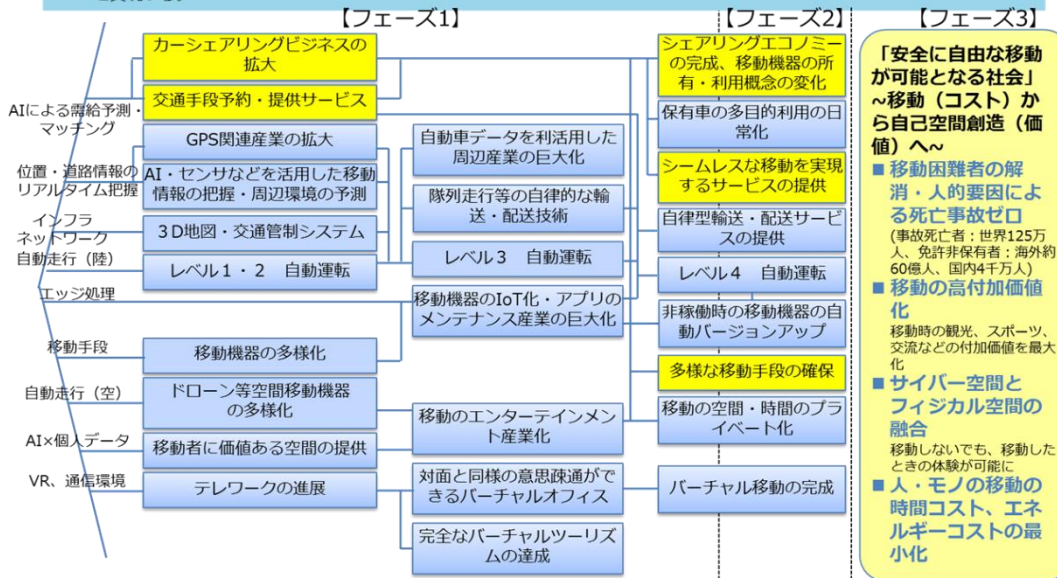 【フェーズ1】
【フェーズ2】
【フェーズ3】
AIによる需給予測・
マッチング
位置・道路情報の
リアルタイム把握
インフラ
ネットワーク
自動走行（陸）
エッジ処理
移動手段
自動走行（空）
AI×個人データ
VR、通信環境
カーシェアリングビジネスの
拡大
交通手段予約・提供サービス
GPS関連産業の拡大
AI・センサなどを活用した移動
情報の把握・周辺環境の予測
３D地図・交通管制システム
レベル１・２　自動運転
移動機器の多様化
ドローン等空間移動機器
の多様化
移動者に価値ある空間の提供
テレワークの進展
自動車データを利活用した
周辺産業の巨大化
隊列走行等の自律的な輸
送・配送技術
レベル３　自動運転
移動機器のIoT化・アプリの
メンテナンス産業の巨大化
移動のエンターテインメン
ト産業化
対面と同様の意思疎通がで
きるバーチャルオフィス
完全なバーチャルツーリズ
ムの達成
シェアリングエコノミー
の完成、移動機器の所
有・利用概念の変化
保有車の多目的利用の日
常化
シームレスな移動を実現
するサービスの提供
自律型輸送・配送サービ
スの提供
レベル４　自動運転
非稼働時の移動機器の自
動バージョンアップ
多様な移動手段の確保
移動の空間・時間のプラ
イベート化
バーチャル移動の完成
「安全に自由な移動
が可能となる社会」
~移動（コスト）か
ら自己空間創造（価
値）へ~
■ 移動困難者の解
消・人的要因によ
る死亡事故ゼロ
(事故死亡者：世界125万
人、免許非保有者：海外約
60億人、国内4千万人)
■ 移動の高付加価値
化
移動時の観光、スポーツ、
交流などの付加価値を最大
化
■ サイバー空間と
フィジカル空間の
融合
移動しないでも、移動した
ときの体験が可能に
■ 人・モノの移動の
時間コスト、エネ
ルギーコストの最
小化